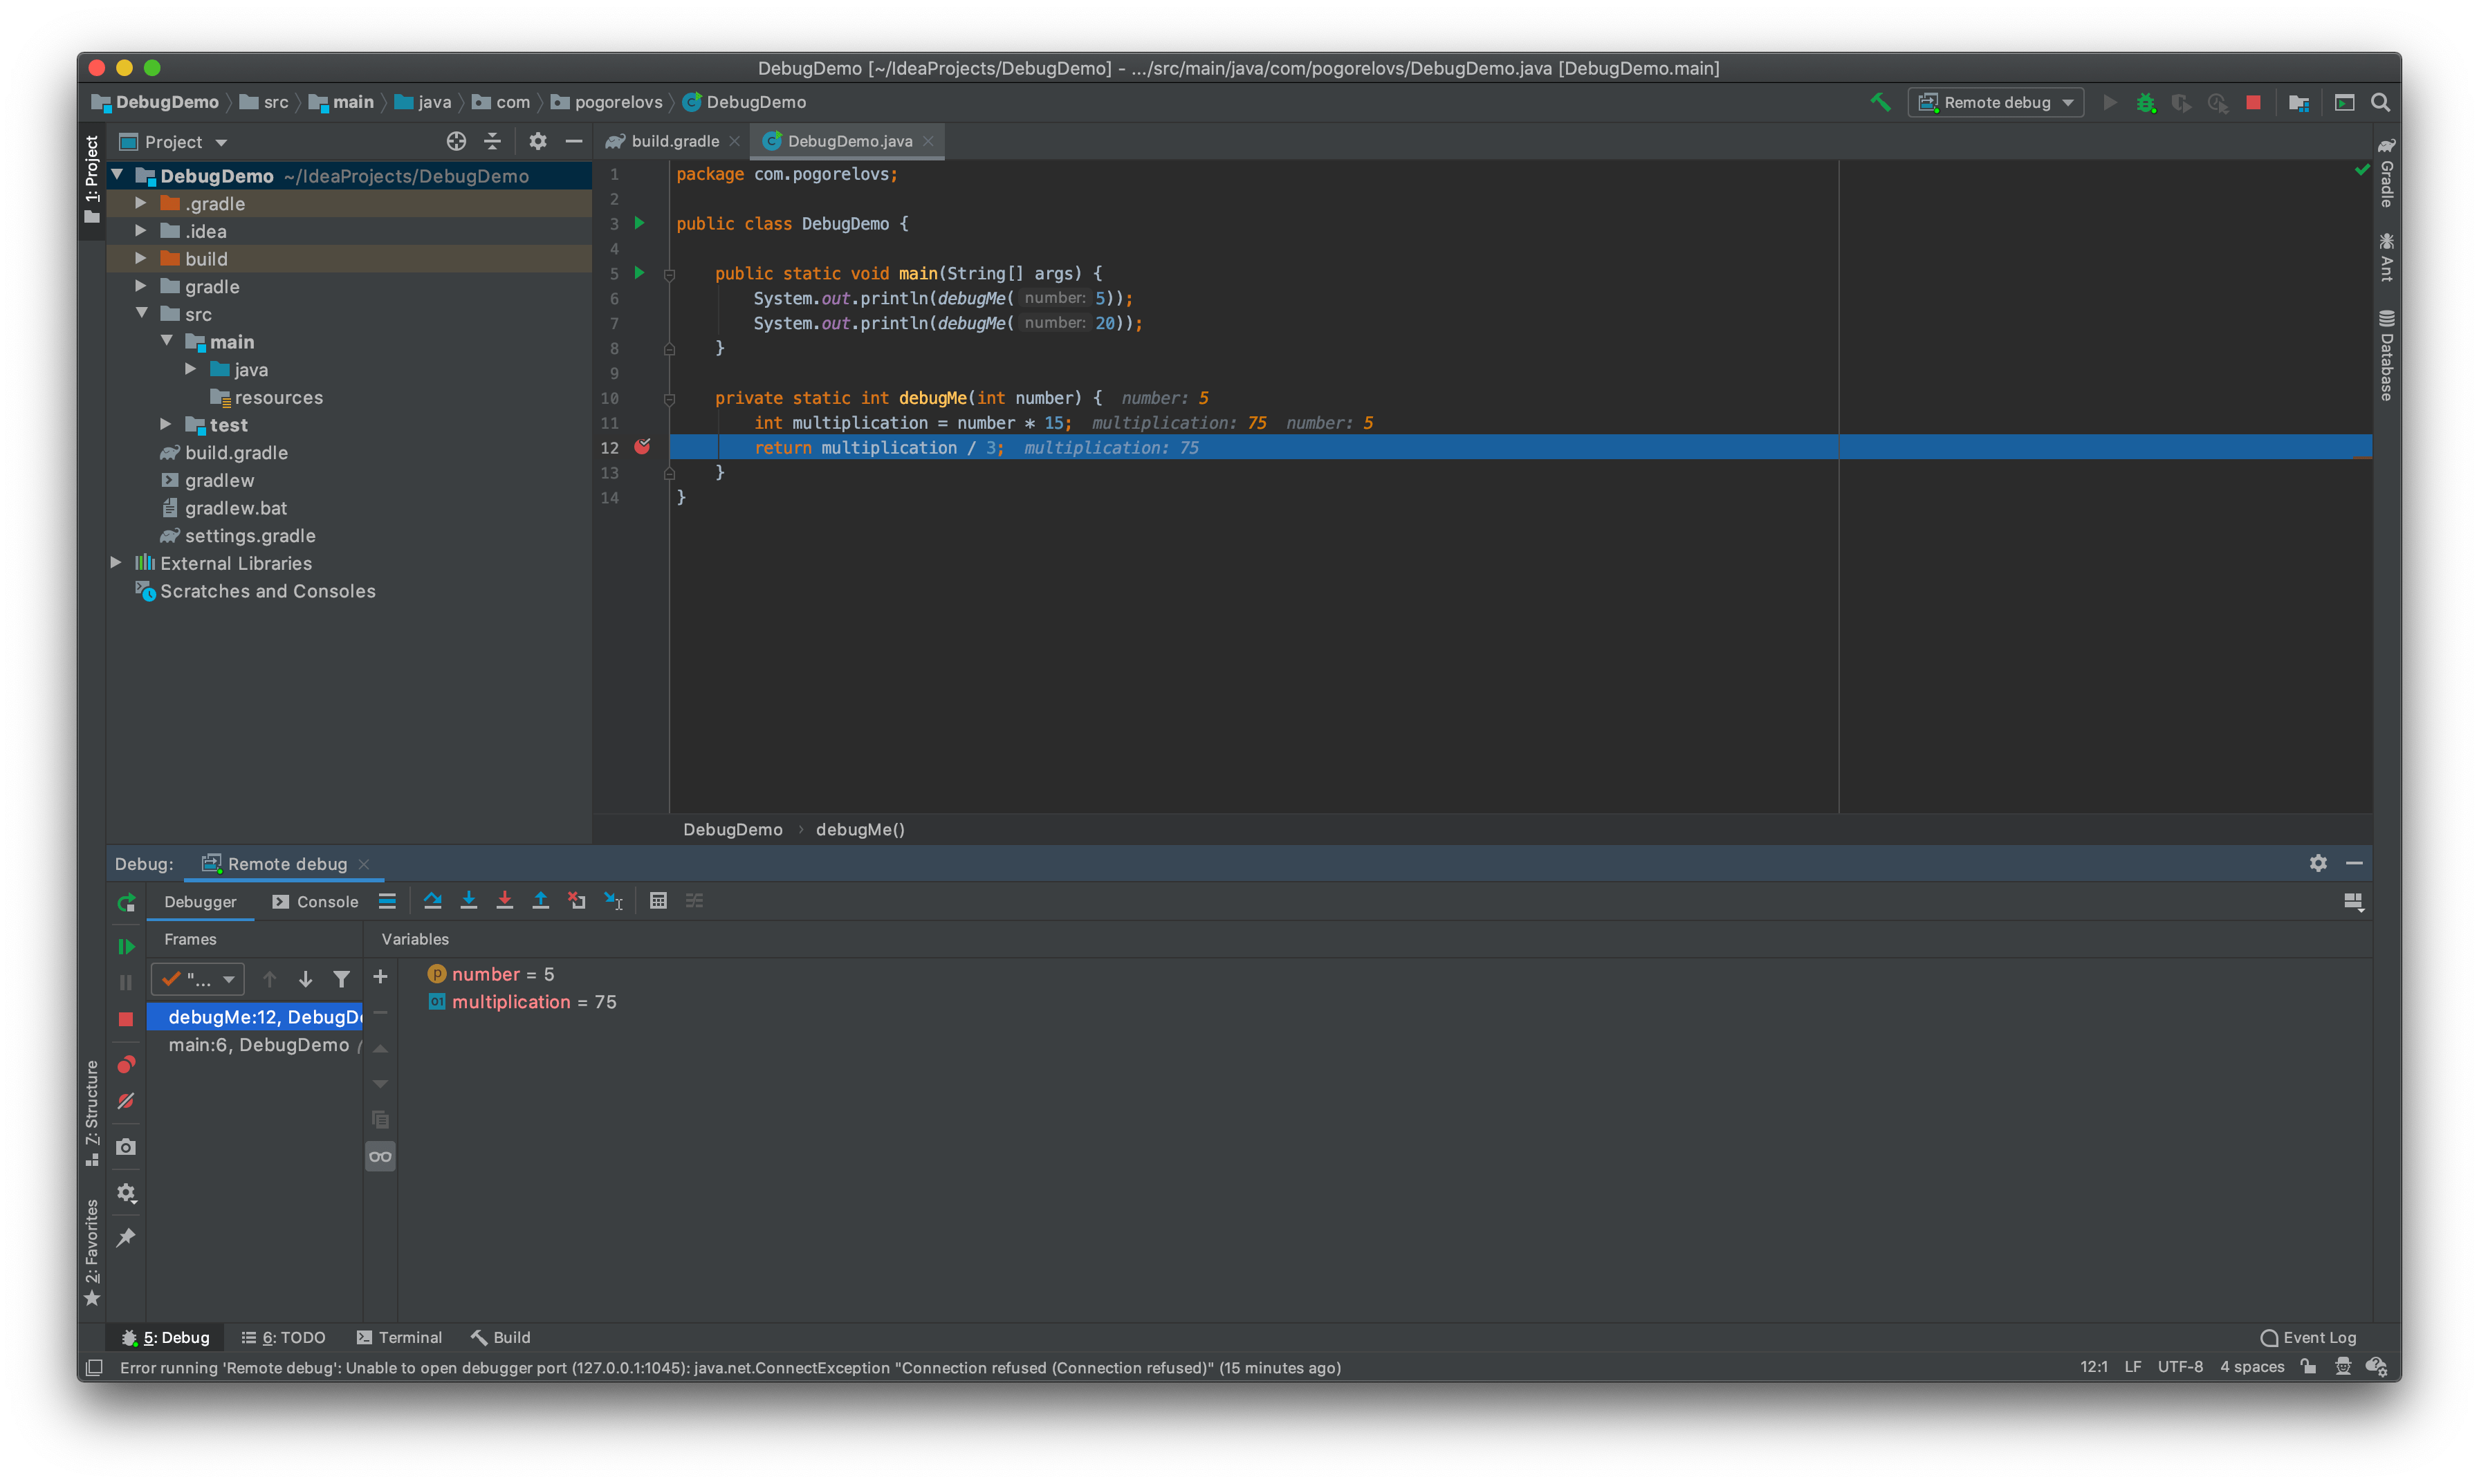 DebugDemo [~/IdeaProjects/DebugDemo] - .../src/main/java/com/pogorelovs/DebugDemo.java [DebugDemo.main]
DebugDemo src main java com pogorelovs DebugDemo
Remote debug
1: Project
Project
DebugDemo ~/IdeaProjects/DebugDemo
.gradle
.idea
build
gradle
src
main
java
resources
test
build.gradle
gradlew
gradlew.bat
settings.gradle
External Libraries
Scratches and Consoles
build.gradle
DebugDemo.java
1 package com.pogorelovs;
2
3 public class DebugDemo {
4
5 public static void main(String[] args) {
6 System.out.println(debugMe( number: 5));
7 System.out.println(debugMe( number: 20));
8 }
9
10 private static int debugMe(int number) { number: 5
11 int multiplication = number * 15; multiplication: 75 number: 5
12 return multiplication / 3; multiplication: 75
13 }
14 }
DebugDemo › debugMe()
Gradle
Ant
Database
Debug: Remote debug
Debugger Console
Frames Variables
"...
debugMe:12, DebugD
main:6, DebugDemo
number = 5
multiplication = 75
7: Structure
2: Favorites
5: Debug 6: TODO Terminal Build Event Log
Error running 'Remote debug': Unable to open debugger port (127.0.0.1:1045): java.net.ConnectException "Connection refused (Connection refused)" (15 minutes ago) 12:1 LF UTF-8 4 spaces